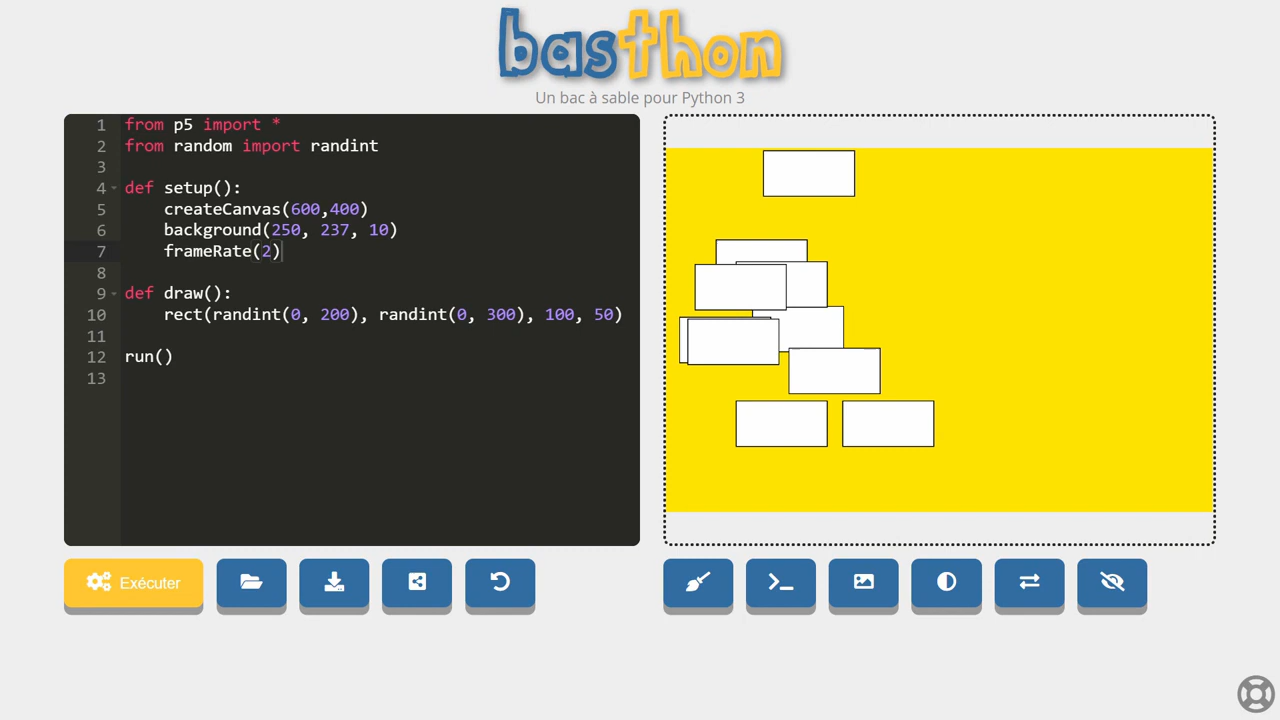 basthon
Un bac à sable pour Python 3
1 from p5 import *
2 from random import randint
3
4 def setup():
5     createCanvas(600,400)
6     background(250, 237, 10)
7     frameRate(2)
8
9 def draw():
10     rect(randint(0, 200), randint(0, 300), 100, 50)
11
12 run()
13
Exécuter